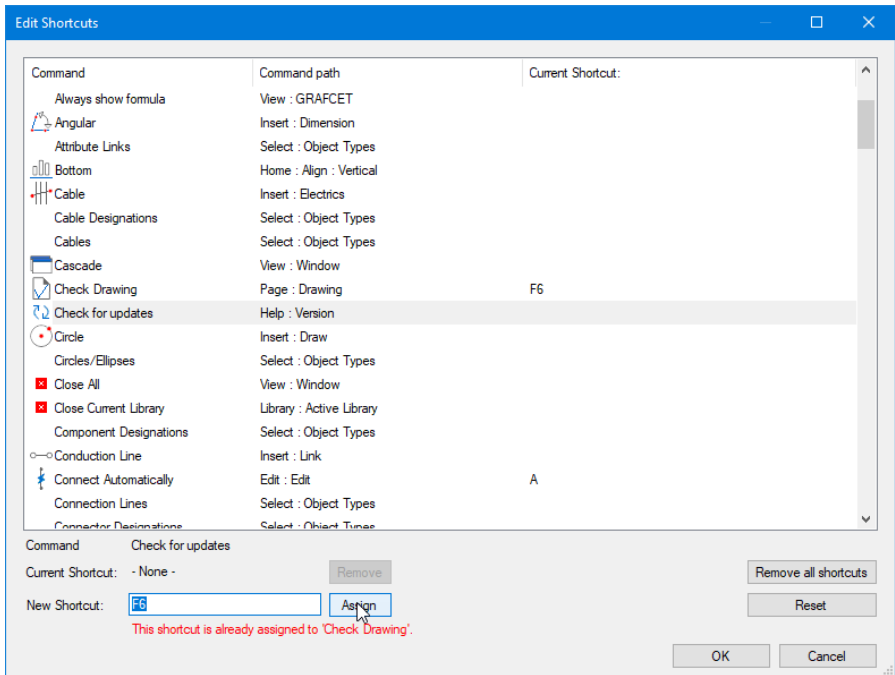 Edit Shortcuts
Command Command path Current Shortcut:
Always show formula View : GRAFCET
Angular Insert : Dimension
Attribute Links Select : Object Types
Bottom Home : Align : Vertical
Cable Insert : Electrics
Cable Designations Select : Object Types
Cables Select : Object Types
Cascade View : Window
Check Drawing Page : Drawing F6
Check for updates Help : Version
Circle Insert : Draw
Circles/Ellipses Select : Object Types
Close All View : Window
Close Current Library Library : Active Library
Component Designations Select : Object Types
Conduction Line Insert : Link
Connect Automatically Edit : Edit A
Connection Lines Select : Object Types
Connector Designations Select : Object Types
Command Check for updates
Current Shortcut: - None - Remove Remove all shortcuts
New Shortcut: F6 Assign Reset
This shortcut is already assigned to 'Check Drawing'.
OK Cancel